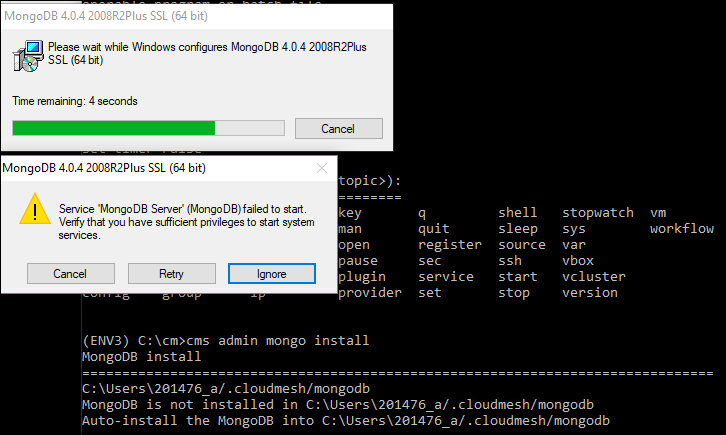 MongoDB 4.0.4 2008R2Plus SSL (64 bit)
Please wait while Windows configures MongoDB 4.0.4 2008R2Plus
SSL (64 bit)
Time remaining: 4 seconds
Cancel
MongoDB 4.0.4 2008R2Plus SSL (64 bit)
Service 'MongoDB Server' (MongoDB) failed to start.
Verify that you have sufficient privileges to start system
services.
Cancel Retry Ignore
topic>):
=========
key q shell stopwatch vm
man quit sleep sys workflow
open register source var
pause sec ssh vbox
plugin service start vcluster
provider set stop version
(ENV3) C:\cm>cms admin mongo install
MongoDB install
================================================================================
C:\Users\201476_a/.cloudmesh/mongodb
MongoDB is not installed in C:\Users\201476_a/.cloudmesh/mongodb
Auto-install the MongoDB into C:\Users\201476_a/.cloudmesh/mongodb